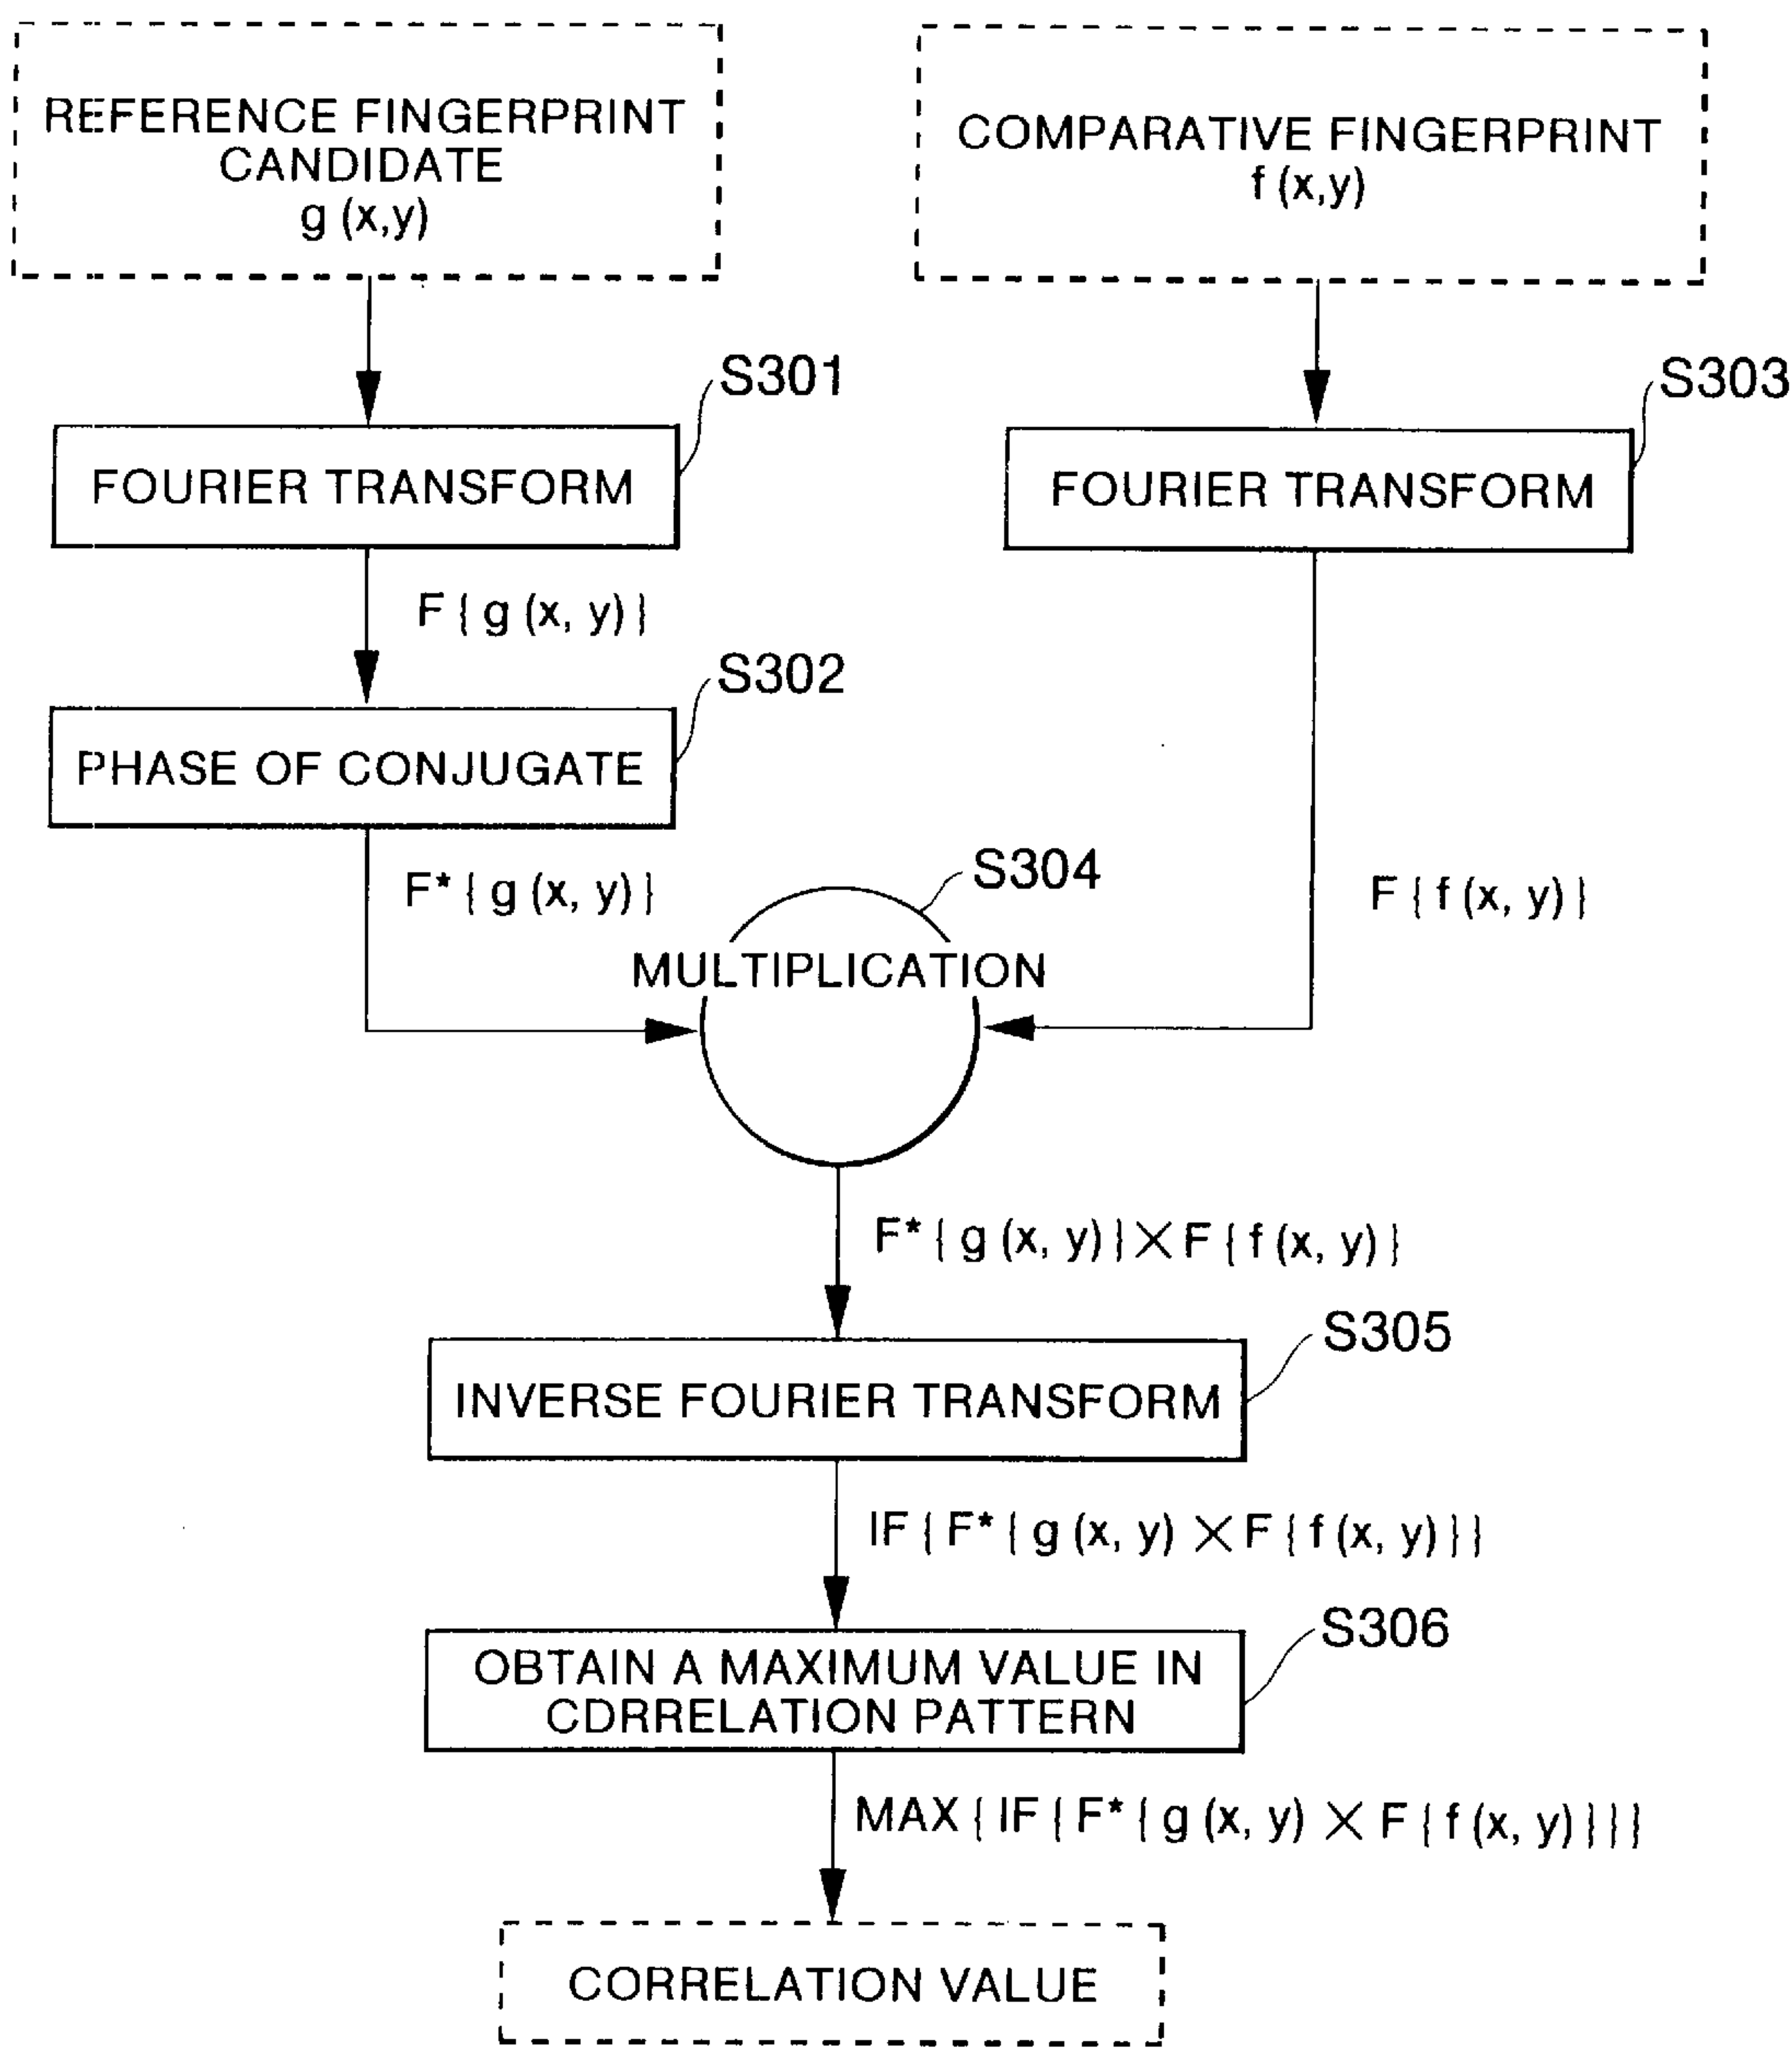 REFERENCE FINGERPRINT
CANDIDATE
g (x,y)
COMPARATIVE FINGERPRINT
f (x,y)
S301
FOURIER TRANSFORM
S303
FOURIER TRANSFORM
F { g (x, y) }
S302
PHASE OF CONJUGATE
F* { g (x, y) }
S304
MULTIPLICATION
F { f (x, y) }
F* { g (x, y) } × F { f (x, y) }
S305
INVERSE FOURIER TRANSFORM
IF { F* { g (x, y) × F { f (x, y) } }
S306
OBTAIN A MAXIMUM VALUE IN
CDRRELATION PATTERN
MAX { IF { F* { g (x, y) × F { f (x, y) } } }
CORRELATION VALUE